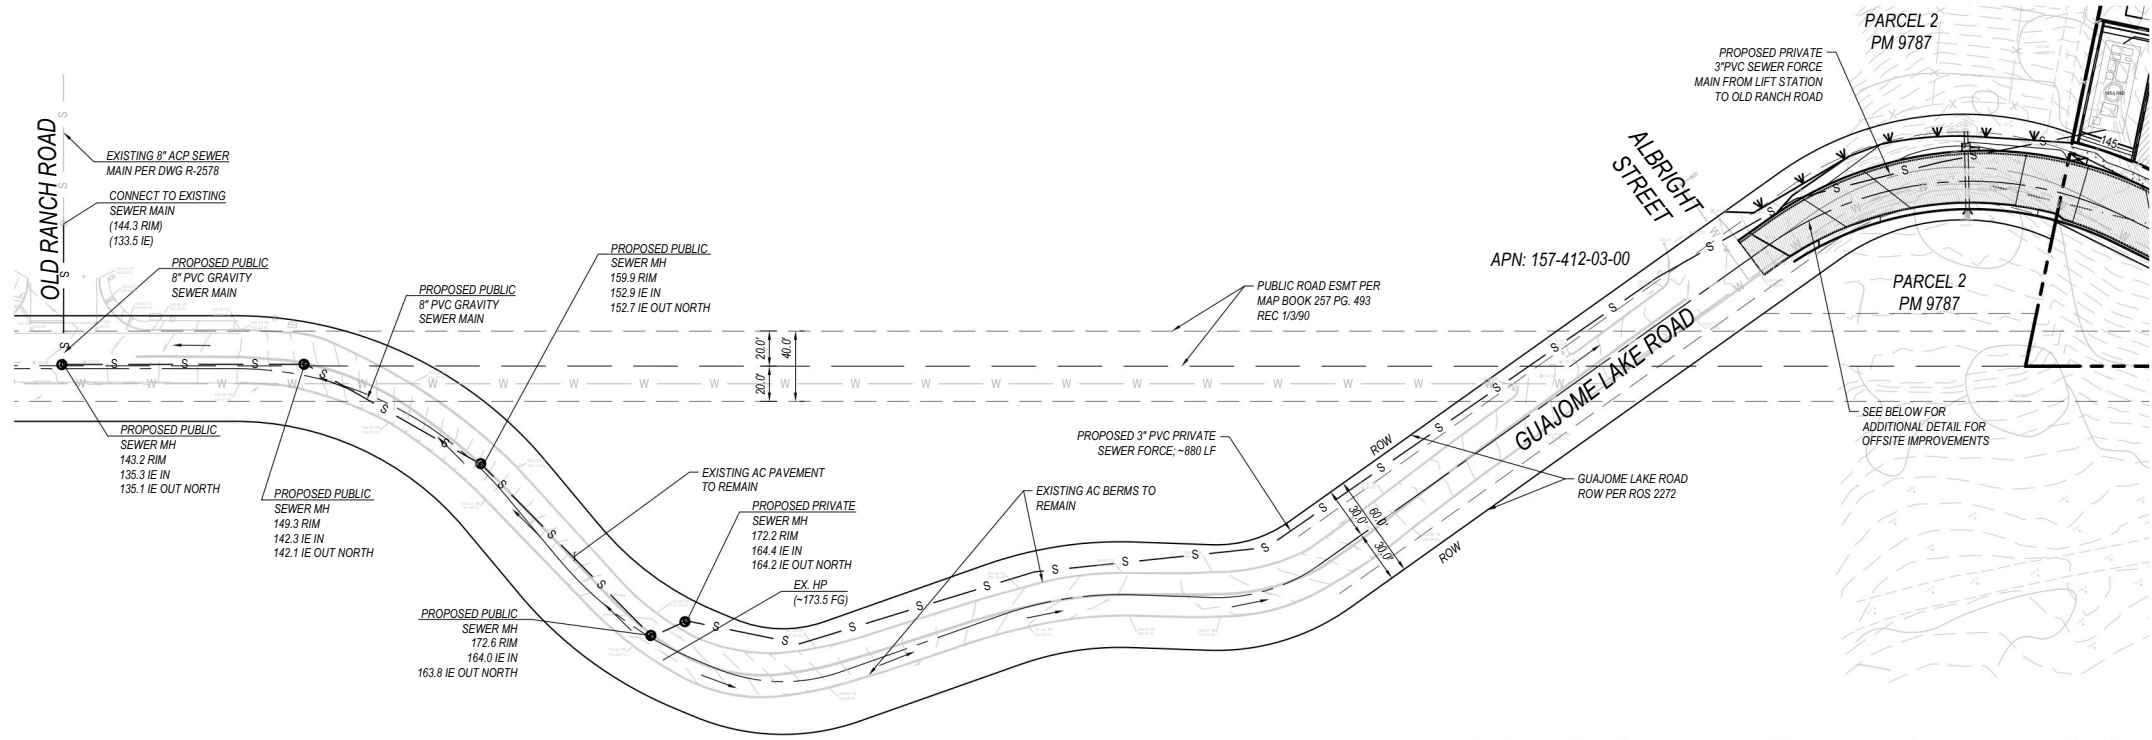 PARCEL 2
PM 9787
PROPOSED PRIVATE
3"PVC SEWER FORCE
MAIN FROM LIFT STATION
TO OLD RANCH ROAD
145
ALBRIGHT
STREET
OLD RANCH ROAD
EXISTING 8" ACP SEWER
MAIN PER DWG R-2578
CONNECT TO EXISTING
SEWER MAIN
(144.3 RIM)
(133.5 IE)
PROPOSED PUBLIC
8" PVC GRAVITY
SEWER MAIN
PROPOSED PUBLIC
8" PVC GRAVITY
SEWER MAIN
PROPOSED PUBLIC
SEWER MH
159.9 RIM
152.9 IE IN
152.7 IE OUT NORTH
PUBLIC ROAD ESMT PER
MAP BOOK 257 PG. 493
REC 1/3/90
APN: 157-412-03-00
PARCEL 2
PM 9787
20.0'
40.0'
20.0'
GUAJOME LAKE ROAD
SEE BELOW FOR
ADDITIONAL DETAIL FOR
OFFSITE IMPROVEMENTS
PROPOSED PUBLIC
SEWER MH
143.2 RIM
135.3 IE IN
135.1 IE OUT NORTH
PROPOSED PUBLIC
SEWER MH
149.3 RIM
142.3 IE IN
142.1 IE OUT NORTH
EXISTING AC PAVEMENT
TO REMAIN
PROPOSED PRIVATE
SEWER MH
172.2 RIM
164.4 IE IN
164.2 IE OUT NORTH
EX. HP
(~173.5 FG)
EXISTING AC BERMS TO
REMAIN
PROPOSED 3" PVC PRIVATE
SEWER FORCE; ~880 LF
ROW
30.0'
60.0'
30.0'
ROW
GUAJOME LAKE ROAD
ROW PER ROS 2272
PROPOSED PUBLIC
SEWER MH
172.6 RIM
164.0 IE IN
163.8 IE OUT NORTH